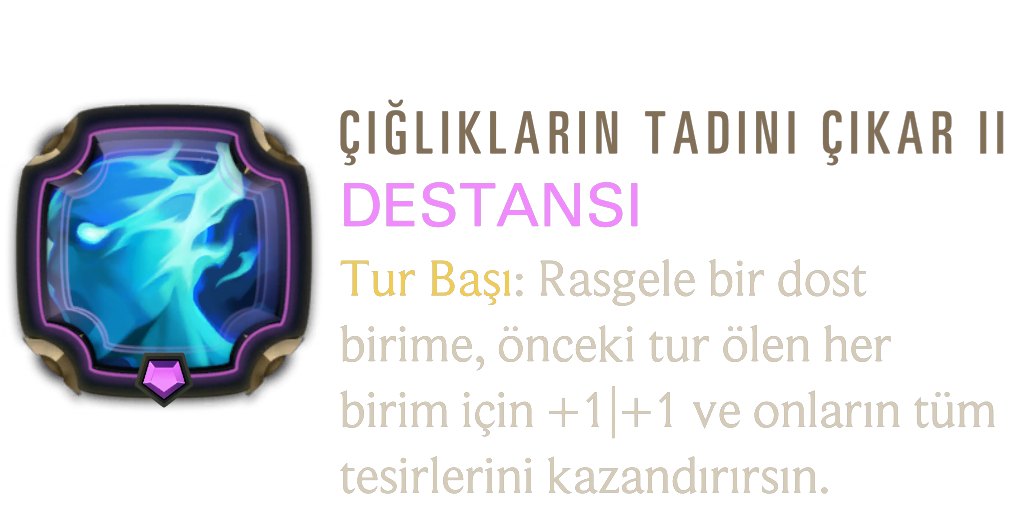 ÇIĞLIKLARIN TADINI ÇIKAR II
DESTANSI
Tur Başı: Rasgele bir dost
birime, önceki tur ölen her
birim için +1|+1 ve onların tüm
tesirlerini kazandırırsın.